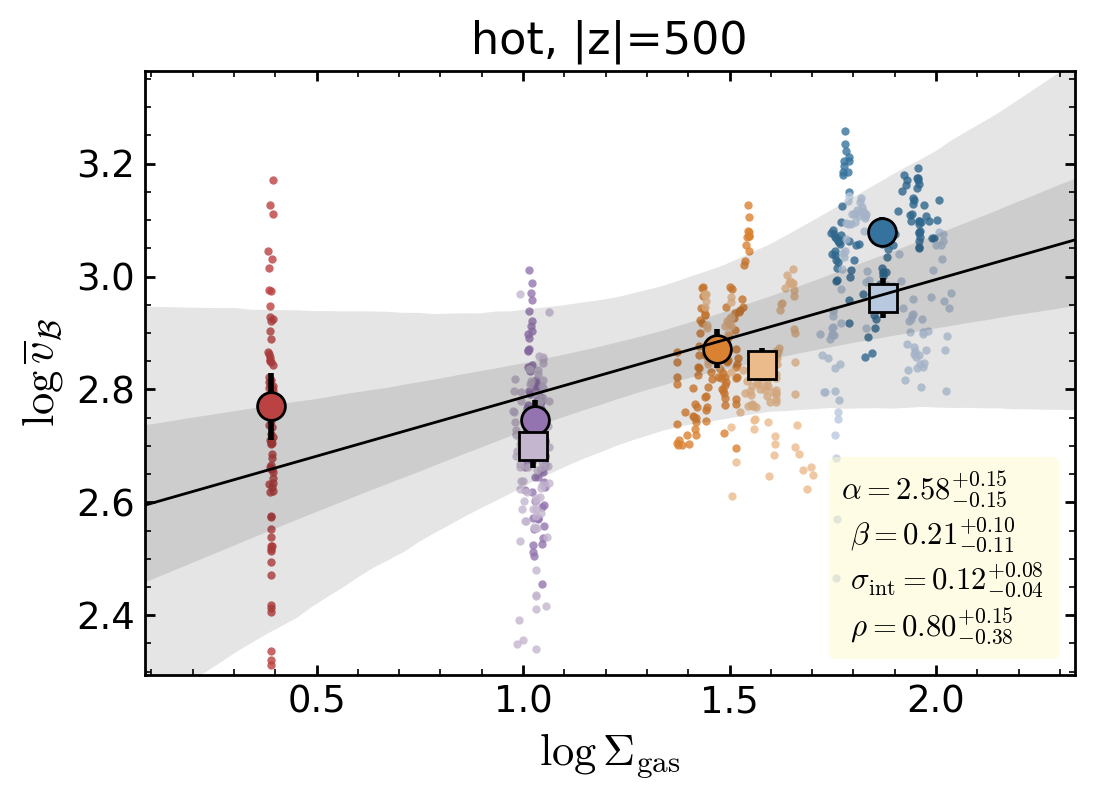 hot, |z|=500
log v̅_ℬ
3.2
3.0
2.8
2.6
2.4
α = 2.58^{+0.15}_{−0.15}
β = 0.21^{+0.10}_{−0.11}
σ_int = 0.12^{+0.08}_{−0.04}
ρ = 0.80^{+0.15}_{−0.38}
0.5 1.0 1.5 2.0
log Σ_gas